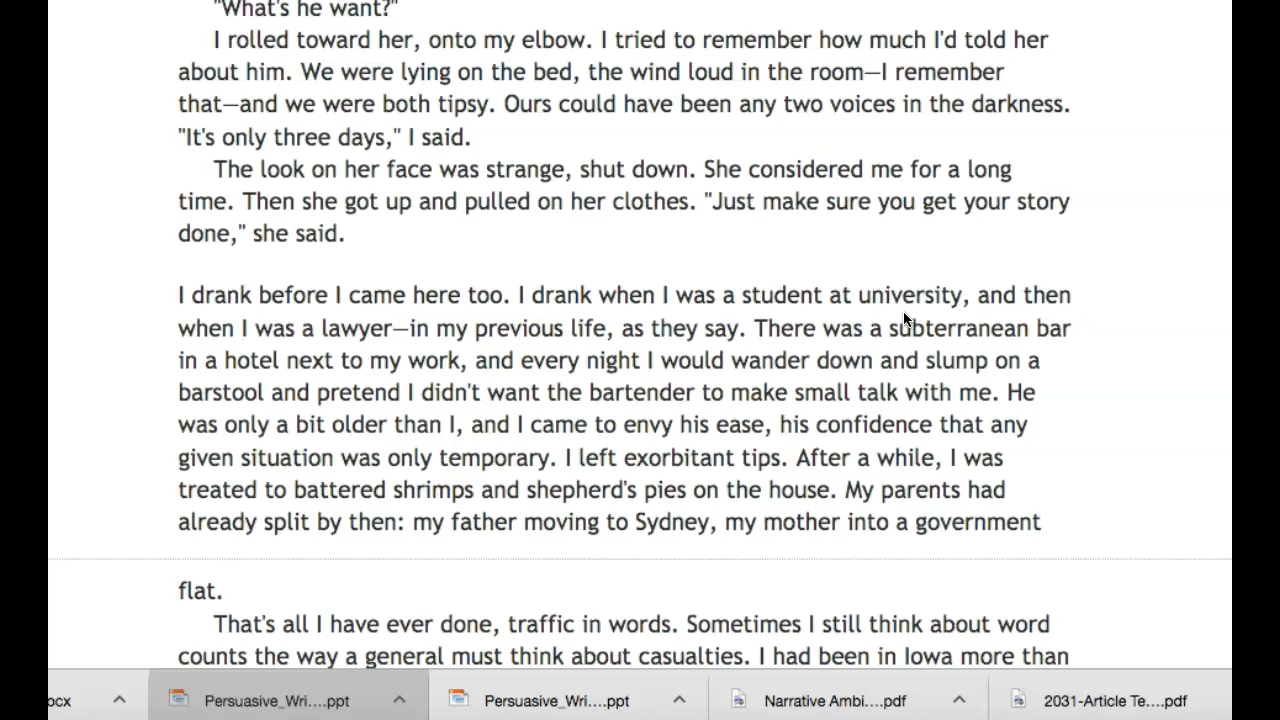 "What's he want?"
I rolled toward her, onto my elbow. I tried to remember how much I'd told her
about him. We were lying on the bed, the wind loud in the room—I remember
that—and we were both tipsy. Ours could have been any two voices in the darkness.
"It's only three days," I said.
The look on her face was strange, shut down. She considered me for a long
time. Then she got up and pulled on her clothes. "Just make sure you get your story
done," she said.
I drank before I came here too. I drank when I was a student at university, and then
when I was a lawyer—in my previous life, as they say. There was a subterranean bar
in a hotel next to my work, and every night I would wander down and slump on a
barstool and pretend I didn't want the bartender to make small talk with me. He
was only a bit older than I, and I came to envy his ease, his confidence that any
given situation was only temporary. I left exorbitant tips. After a while, I was
treated to battered shrimps and shepherd's pies on the house. My parents had
already split by then: my father moving to Sydney, my mother into a government
flat.
That's all I have ever done, traffic in words. Sometimes I still think about word
counts the way a general must think about casualties. I had been in Iowa more than
ocx Persuasive_Wri....ppt Persuasive_Wri....ppt Narrative Ambi....pdf 2031-Article Te....pdf